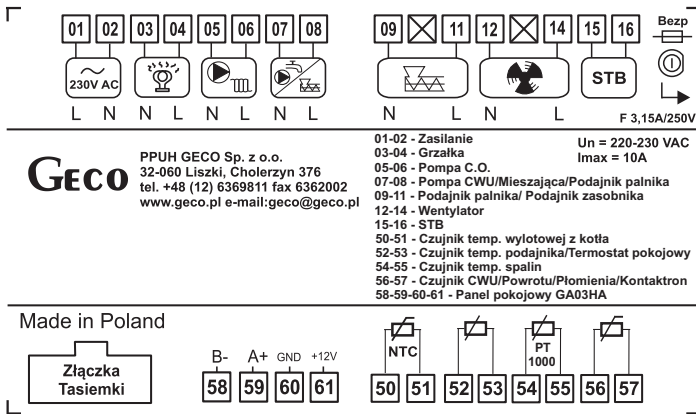 01 02 03 04 05 06 07 08 09 11 12 14 15 16 Bezp
230V AC STB
L N N L N L N L N L N L
F 3,15A/250V
GECO
PPUH GECO Sp. z o.o.
32-060 Liszki, Cholerzyn 376
tel. +48 (12) 6369811 fax 6362002
www.geco.pl e-mail:geco@geco.pl
01-02 - Zasilanie
03-04 - Grzałka
05-06 - Pompa C.O.
07-08 - Pompa CWU/Mieszająca/Podajnik palnika
09-11 - Podajnik palnika/ Podajnik zasobnika
12-14 - Wentylator
15-16 - STB
50-51 - Czujnik temp. wylotowej z kotła
52-53 - Czujnik temp. podajnika/Termostat pokojowy
54-55 - Czujnik temp. spalin
56-57 - Czujnik CWU/Powrotu/Płomienia/Kontaktron
58-59-60-61 - Panel pokojowy GA03HA
Un = 220-230 VAC
Imax = 10A
Made in Poland
Złączka
Tasiemki
B- A+ GND +12V
58 59 60 61
NTC
PT
1000
50 51 52 53 54 55 56 57